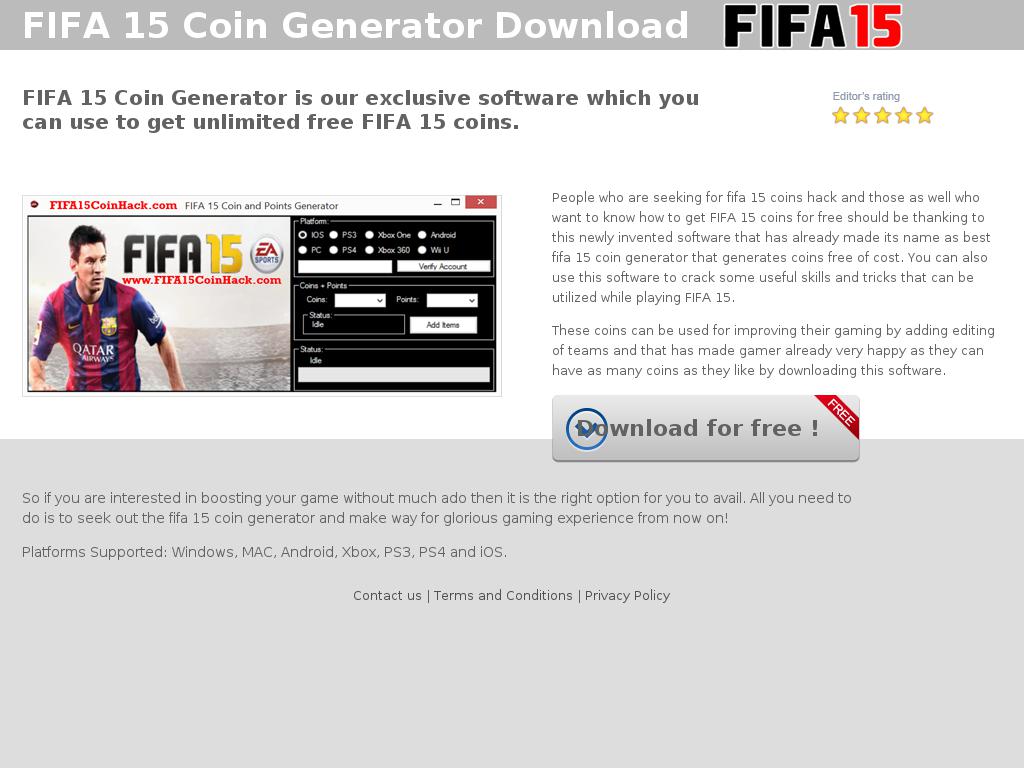 FIFA 15 Coin Generator Download
FIFA15
FIFA 15 Coin Generator is our exclusive software which you
can use to get unlimited free FIFA 15 coins.
Editor's rating
FIFA15CoinHack.com FIFA 15 Coin and Points Generator
FIFA15
EA
SPORTS
www.FIFA15CoinHack.com
QATAR
AIRWAYS
Platform:
IOS PS3 Xbox One Android
PC PS4 Xbox 360 Wii U
Verify Account
Coins + Points
Coins: Points:
Status:
Idle
Add Items
Status:
Idle
People who are seeking for fifa 15 coins hack and those as well who
want to know how to get FIFA 15 coins for free should be thanking to
this newly invented software that has already made its name as best
fifa 15 coin generator that generates coins free of cost. You can also
use this software to crack some useful skills and tricks that can be
utilized while playing FIFA 15.
These coins can be used for improving their gaming by adding editing
of teams and that has made gamer already very happy as they can
have as many coins as they like by downloading this software.
Download for free !
FREE
So if you are interested in boosting your game without much ado then it is the right option for you to avail. All you need to
do is to seek out the fifa 15 coin generator and make way for glorious gaming experience from now on!
Platforms Supported: Windows, MAC, Android, Xbox, PS3, PS4 and iOS.
Contact us | Terms and Conditions | Privacy Policy